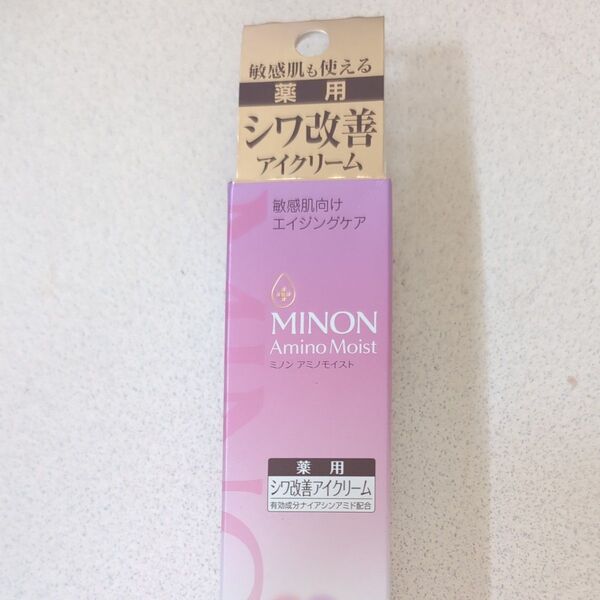 敏感肌も使える
薬用
シワ改善
アイクリーム
敏感肌向け
エイジングケア
MINON
Amino Moist
ミノン アミノモイスト
薬用
シワ改善アイクリーム
有効成分ナイアシンアミド配合